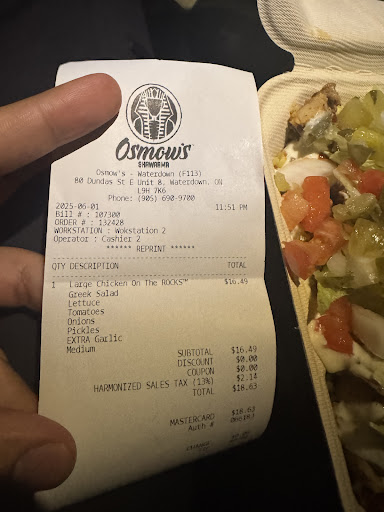 Osmow's
SHAWARMA
Osmow's - Waterdown (F113)
80 Dundas St E Unit 8, Waterdown, ON
L9H 7K6
Phone: (905) 690-9700
2025-06-01 11:51 PM
Bill # : 107300
ORDER # : 132428
WORKSTATION : Wokstation 2
Operator : Cashier 2
****** REPRINT ******
QTY DESCRIPTION TOTAL
1 Large Chicken On The ROCKS™ $16.49
Greek Salad
Lettuce
Tomatoes
Onions
Pickles
EXTRA Garlic
Medium
SUBTOTAL $16.49
DISCOUNT $0.00
COUPON $0.00
HARMONIZED SALES TAX (13%) $2.14
TOTAL $18.63
MASTERCARD $18.63
Auth #